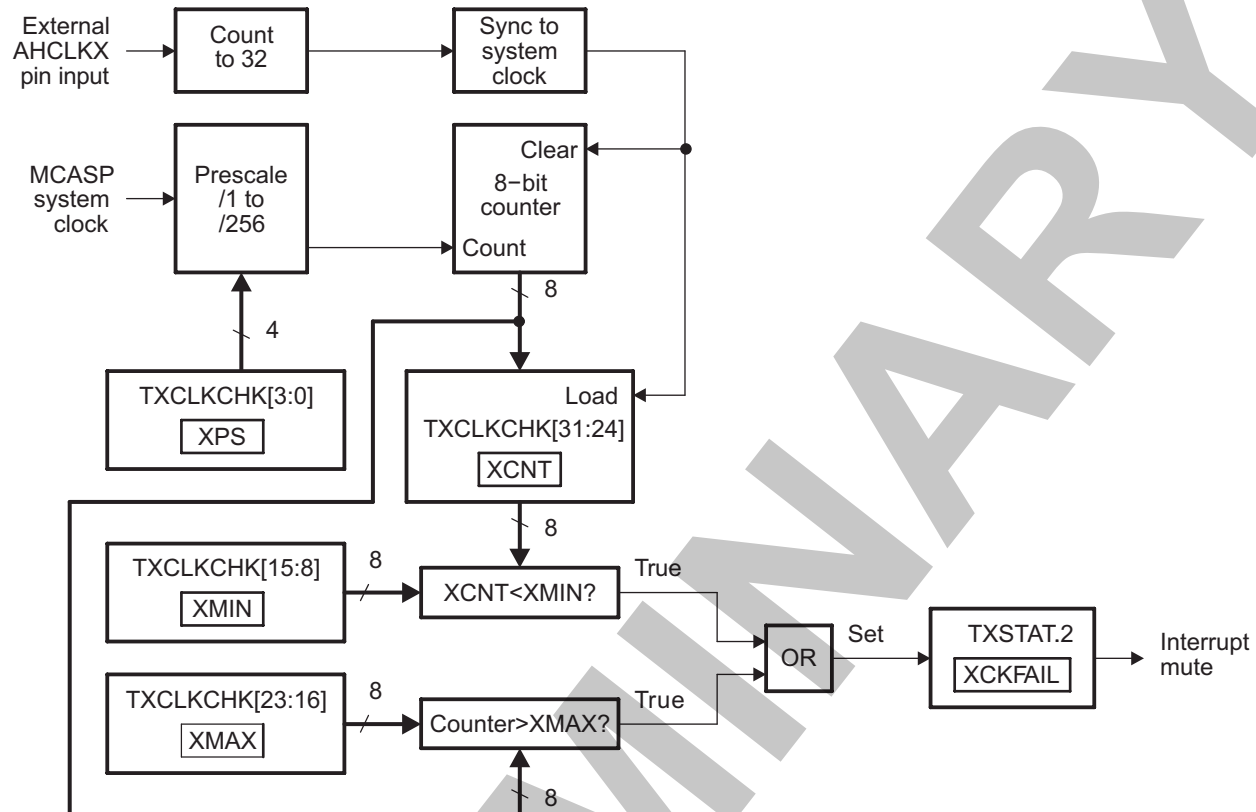 External
AHCLKX
pin input
Count
to 32
Sync to
system
clock
MCASP
system
clock
Prescale
/1 to
/256
Clear
8−bit
counter
Count
8
4
TXCLKCHK[3:0]
XPS
Load
TXCLKCHK[31:24]
XCNT
8
TXCLKCHK[15:8]
XMIN
8
XCNT<XMIN?
True
OR
Set
TXSTAT.2
XCKFAIL
Interrupt
mute
TXCLKCHK[23:16]
XMAX
8
Counter>XMAX?
True
8
MINARY